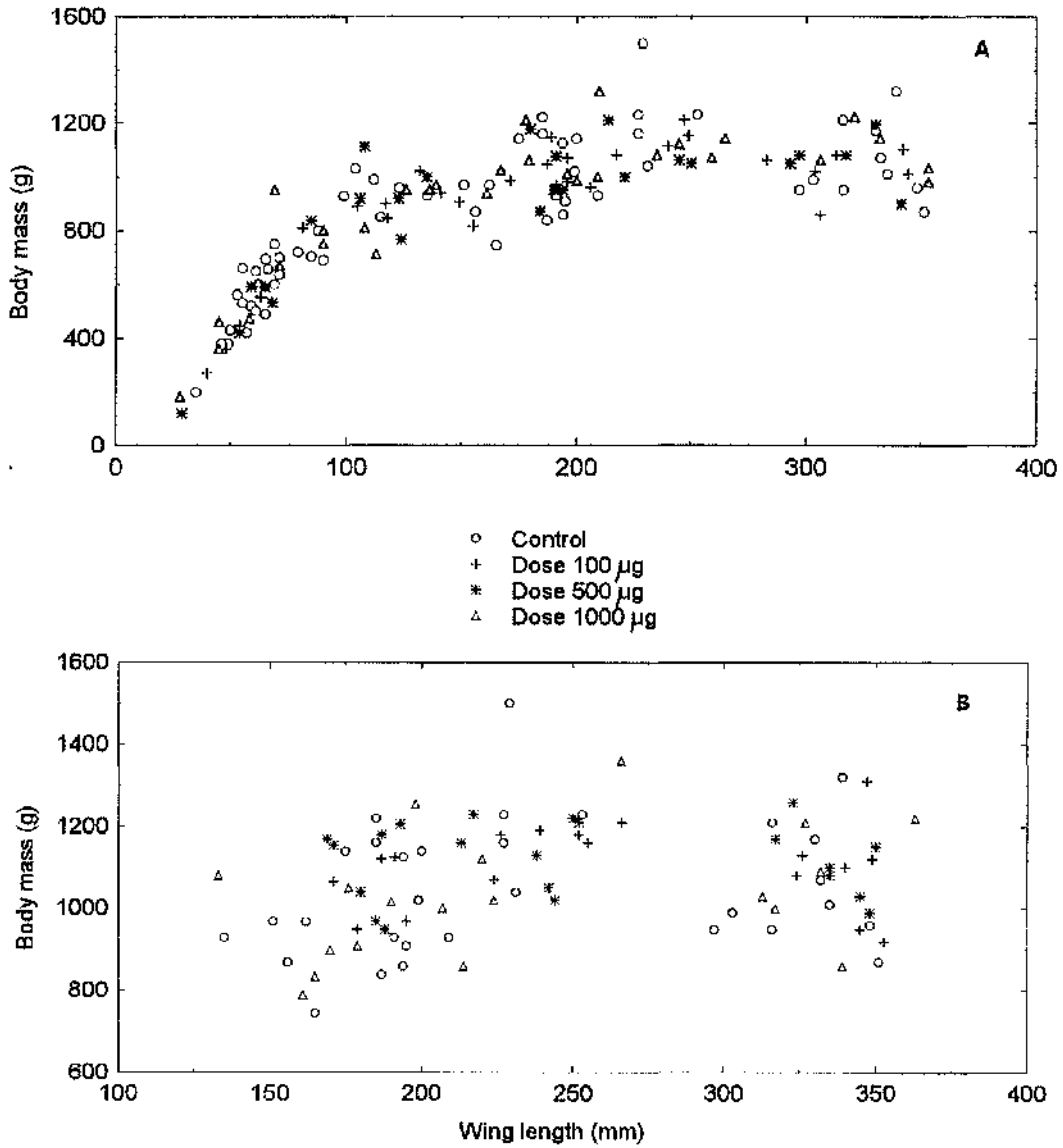 1600
A
1200
800
400
0
Body mass (g)
0 100 200 300 400
Control
Dose 100 µg
Dose 500 µg
Dose 1000 µg
1600
B
1400
1200
1000
800
600
Body mass (g)
100 150 200 250 300 350 400
Wing length (mm)